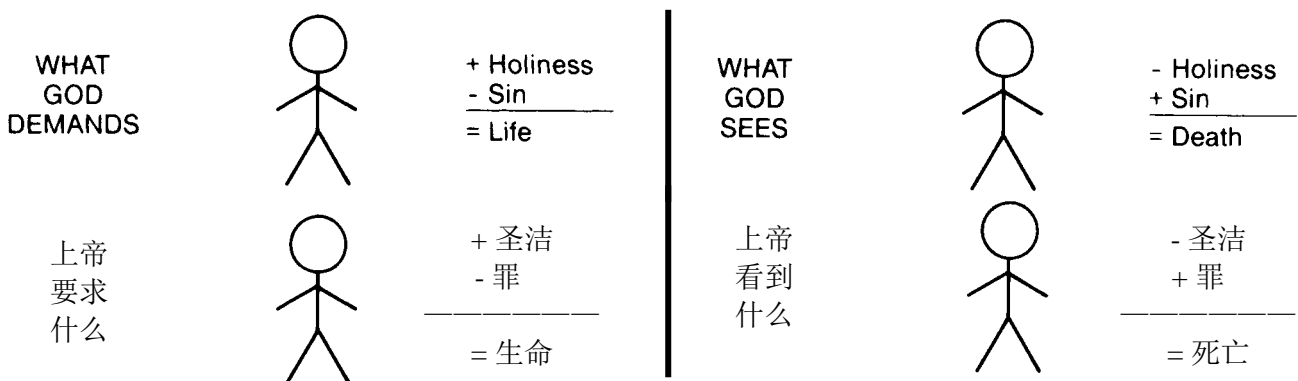 WHAT
GOD
DEMANDS
+ Holiness
- Sin
= Life
WHAT
GOD
SEES
- Holiness
+ Sin
= Death
上帝
要求
什么
+ 圣洁
- 罪
= 生命
上帝
看到
什么
- 圣洁
+ 罪
= 死亡